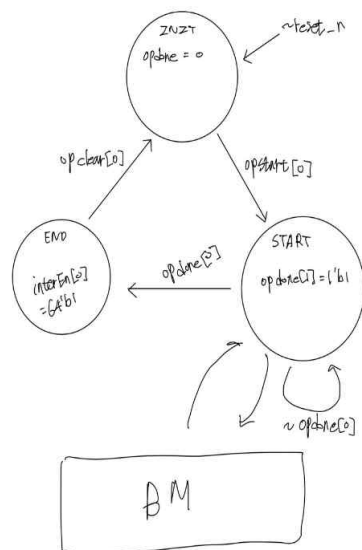 INIT
opdone = 0
~reset_n
opclear[0]
opstart[0]
END
interEn[0]
=64'b1
opdone[0]
START
opdone[1]=1'b1
~opdone[0]
BM